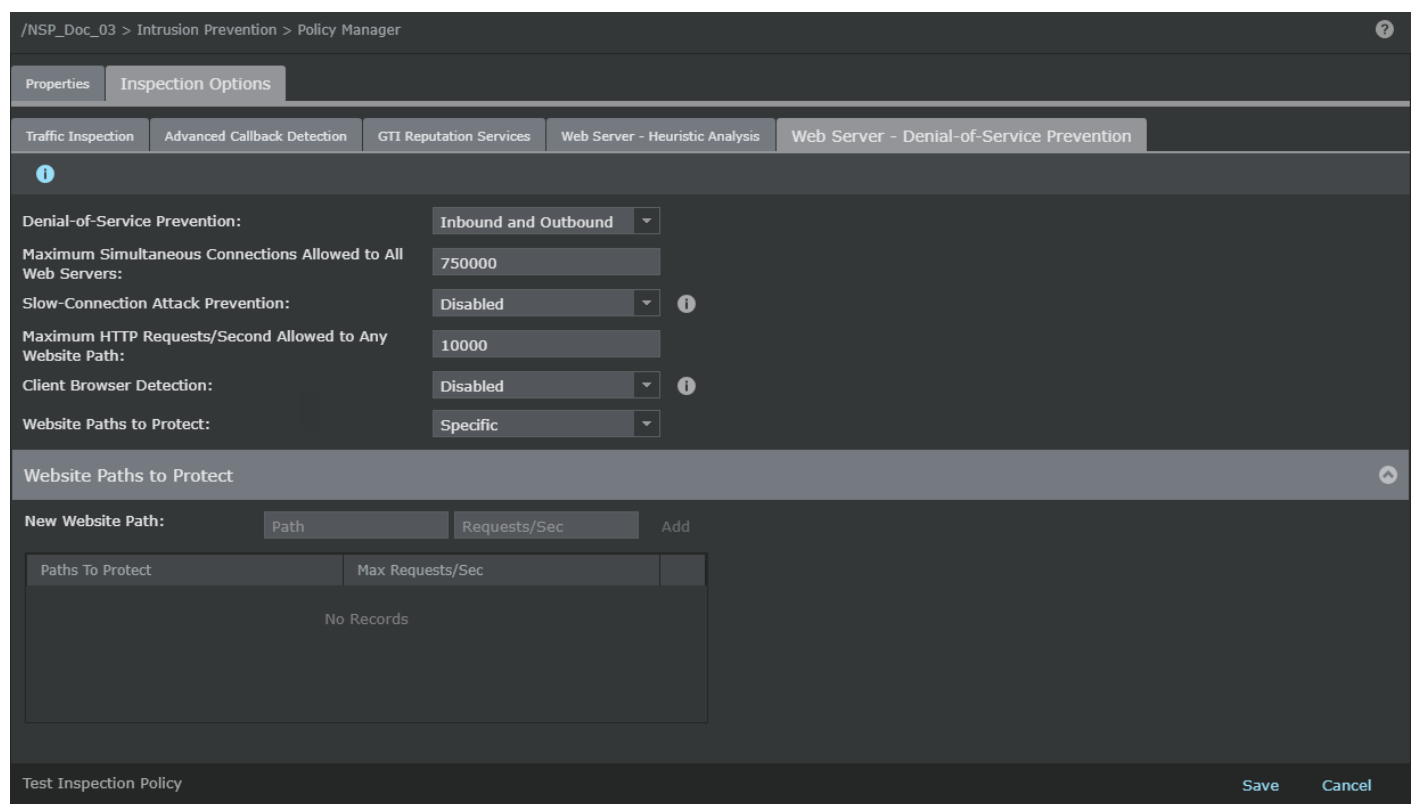 /NSP_Doc_03 > Intrusion Prevention > Policy Manager
Properties Inspection Options
Traffic Inspection Advanced Callback Detection GTI Reputation Services Web Server - Heuristic Analysis Web Server - Denial-of-Service Prevention
Denial-of-Service Prevention: Inbound and Outbound
Maximum Simultaneous Connections Allowed to All
Web Servers: 750000
Slow-Connection Attack Prevention: Disabled
Maximum HTTP Requests/Second Allowed to Any
Website Path: 10000
Client Browser Detection: Disabled
Website Paths to Protect: Specific
Website Paths to Protect
New Website Path: Path Requests/Sec Add
Paths To Protect Max Requests/Sec
No Records
Test Inspection Policy Save Cancel